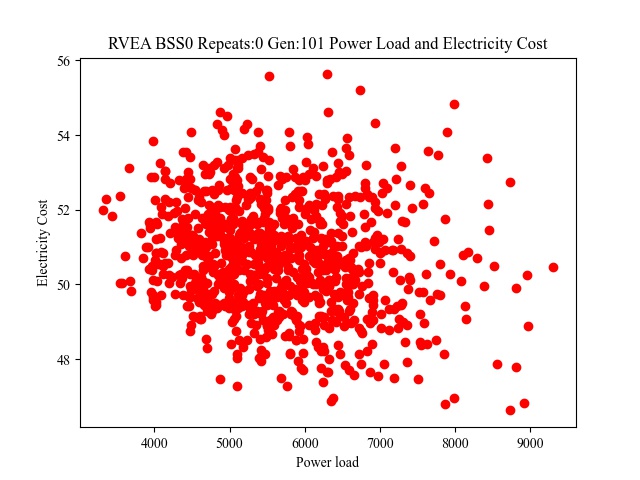 RVEA BSS0 Repeats:0 Gen:101 Power Load and Electricity Cost
56
54
52
50
48
Electricity Cost
4000 5000 6000 7000 8000 9000
Power load